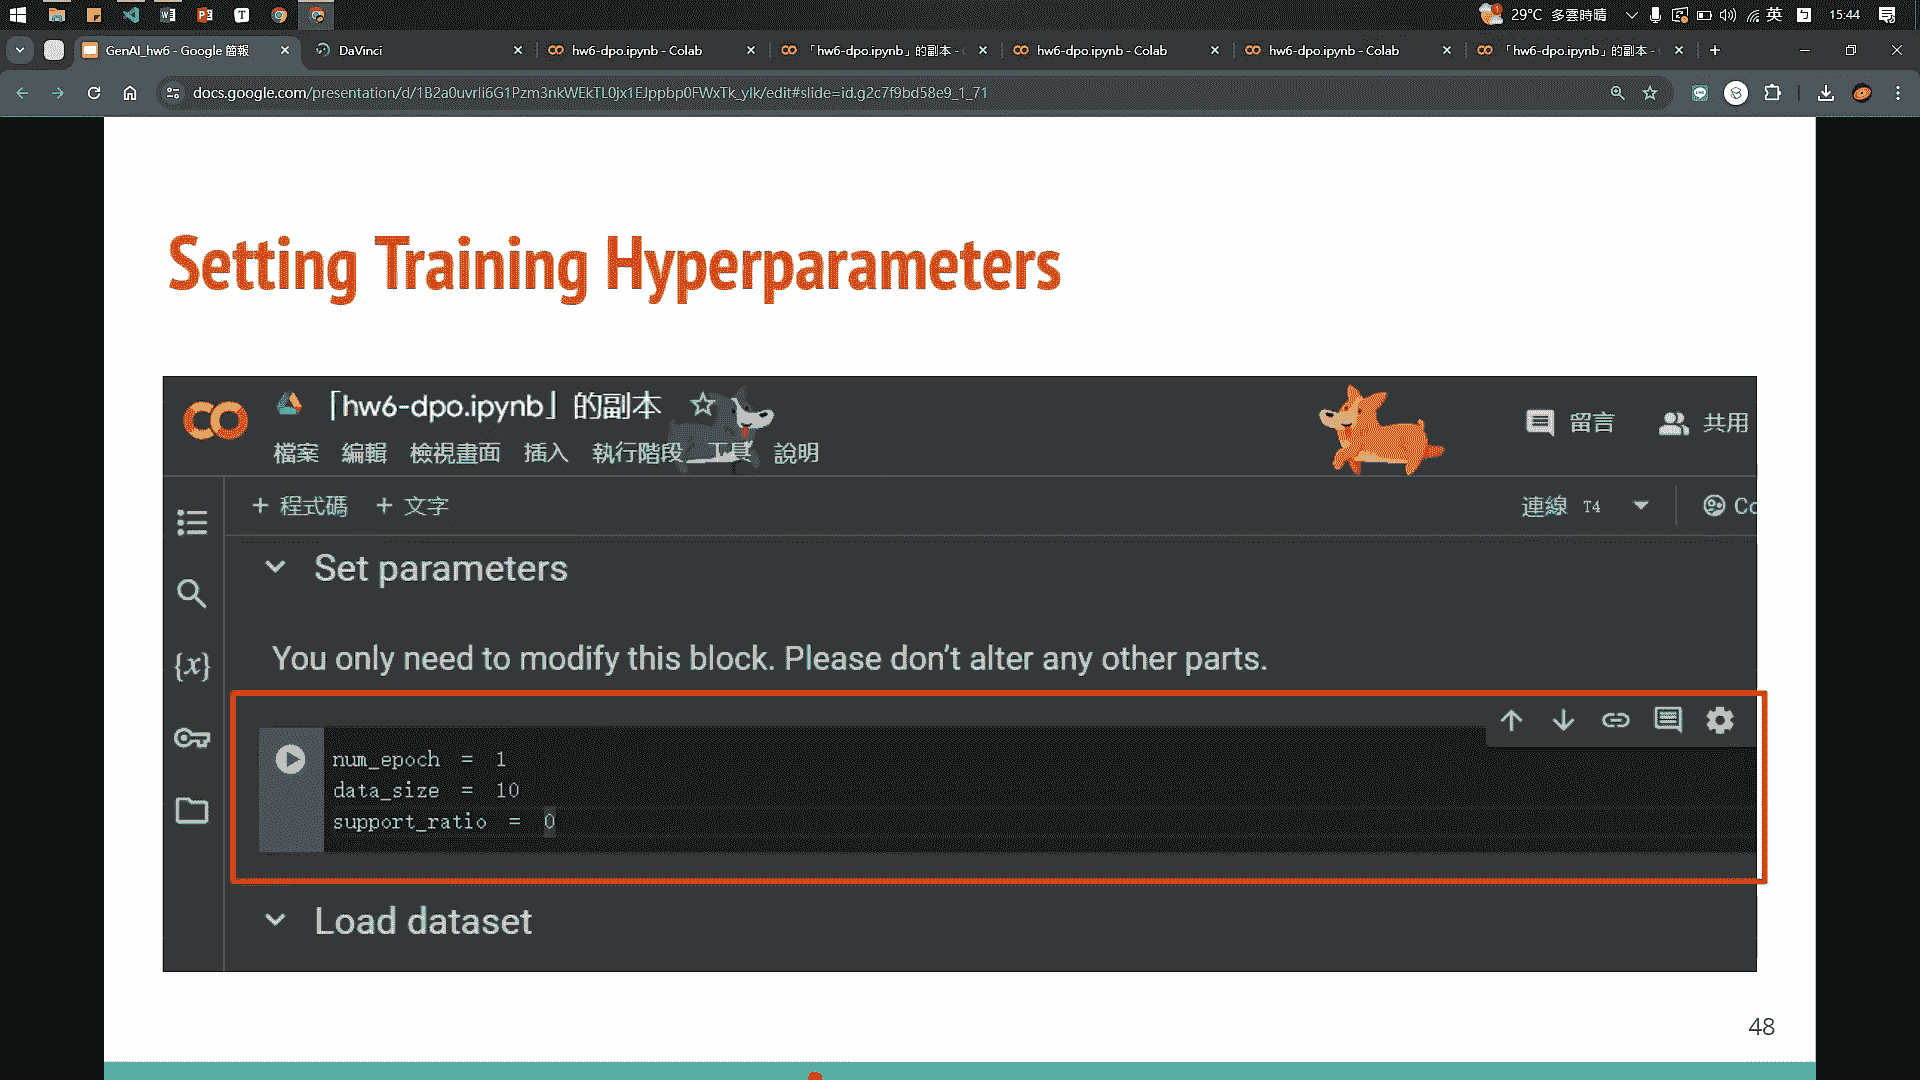 29°C 多雲時晴
英
15:44
GenAI_hw6 - Google 簡報
DaVinci
hw6-dpo.ipynb - Colab
「hw6-dpo.ipynb」的副本 -
hw6-dpo.ipynb - Colab
hw6-dpo.ipynb - Colab
「hw6-dpo.ipynb」的副本 -
docs.google.com/presentation/d/1B2a0uvrli6G1Pzm3nkWEkTL0jx1EJppbp0FWxTk_ylk/edit#slide=id.g2c7f9bd58e9_1_71
Setting Training Hyperparameters
「hw6-dpo.ipynb」的副本
留言 共用
檔案 編輯 檢視畫面 插入 執行階段 工具 說明
+ 程式碼 + 文字
連線 T4
Co
Set parameters
You only need to modify this block. Please don't alter any other parts.
num_epoch = 1
data_size = 10
support_ratio = 0
Load dataset
48